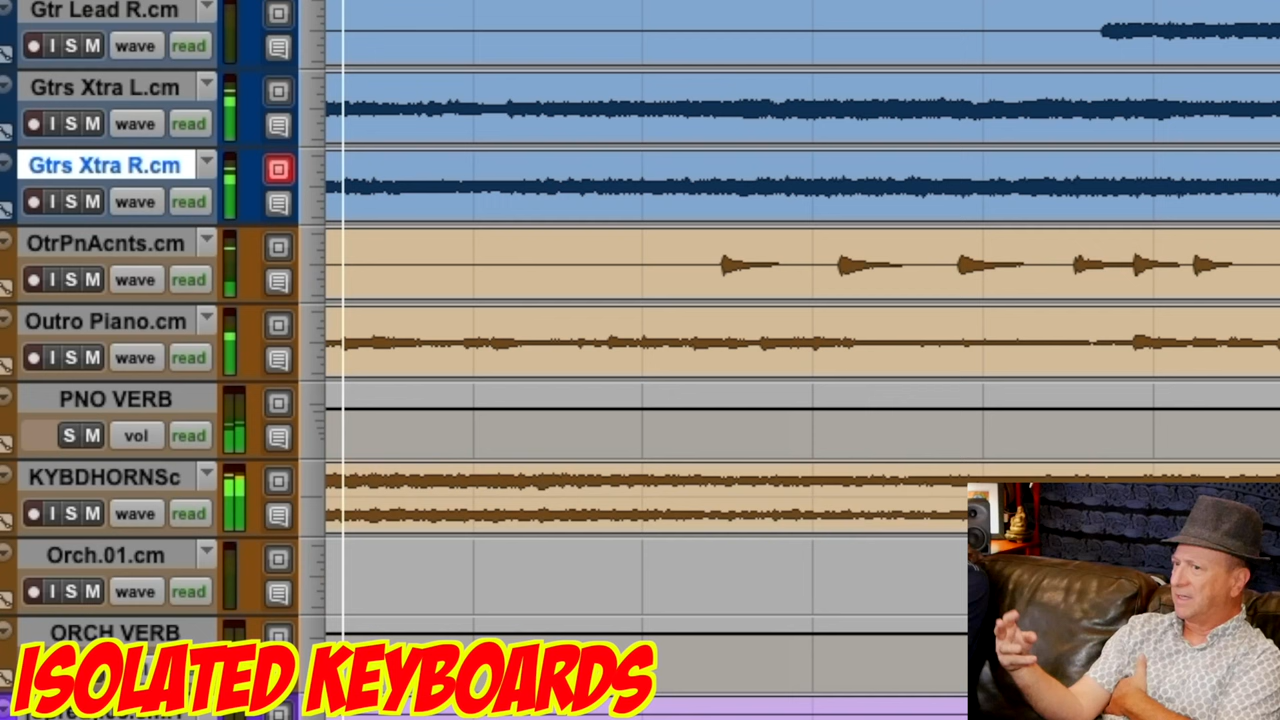 Gtr Lead R.cm
I S M wave read
Gtrs Xtra L.cm
I S M wave read
Gtrs Xtra R.cm
I S M wave read
OtrPnAcnts.cm
I S M wave read
Outro Piano.cm
I S M wave read
PNO VERB
S M vol read
KYBDHORNSc
I S M wave read
Orch.01.cm
I S M wave read
ORCH VERB
ISOLATED KEYBOARDS